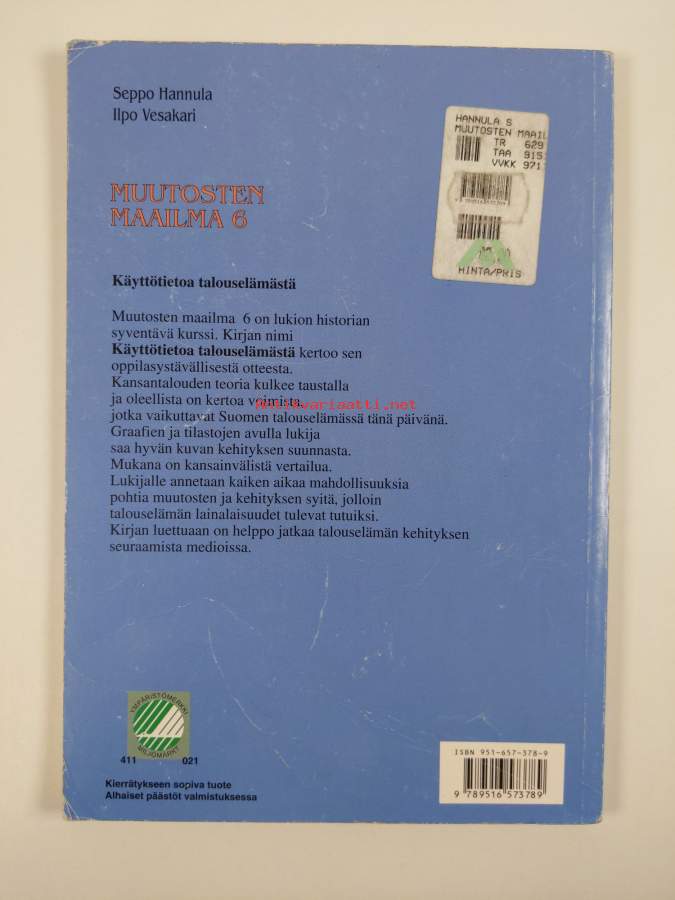 Seppo Hannula
Ilpo Vesakari
HANNULA S
MUUTOSTEN MAAIL
TR 629
TAA 915
VVKK 971
HINTA/PRIS
MUUTOSTEN
MAAILMA 6
Käyttötietoa talouselämästä
Muutosten maailma 6 on lukion historian
syventävä kurssi. Kirjan nimi
Käyttötietoa talouselämästä kertoo sen
oppilasystävällisestä otteesta.
Kansantalouden teoria kulkee taustalla
ja oleellista on kertoa voimista,
Antikvariaatti.net
jotka vaikuttavat Suomen talouselämässä tänä päivänä.
Graafien ja tilastojen avulla lukija
saa hyvän kuvan kehityksen suunnasta.
Mukana on kansainvälistä vertailua.
Lukijalle annetaan kaiken aikaa mahdollisuuksia
pohtia muutosten ja kehityksen syitä, jolloin
talouselämän lainalaisuudet tulevat tutuiksi.
Kirjan luettuaan on helppo jatkaa talouselämän kehityksen
seuraamista medioissa.
YMPÄRISTÖMERKKI
MILJÖMÄRKT
411 021
Kierrätykseen sopiva tuote
Alhaiset päästöt valmistuksessa
ISBN 951-657-378-9
9 789516 573789